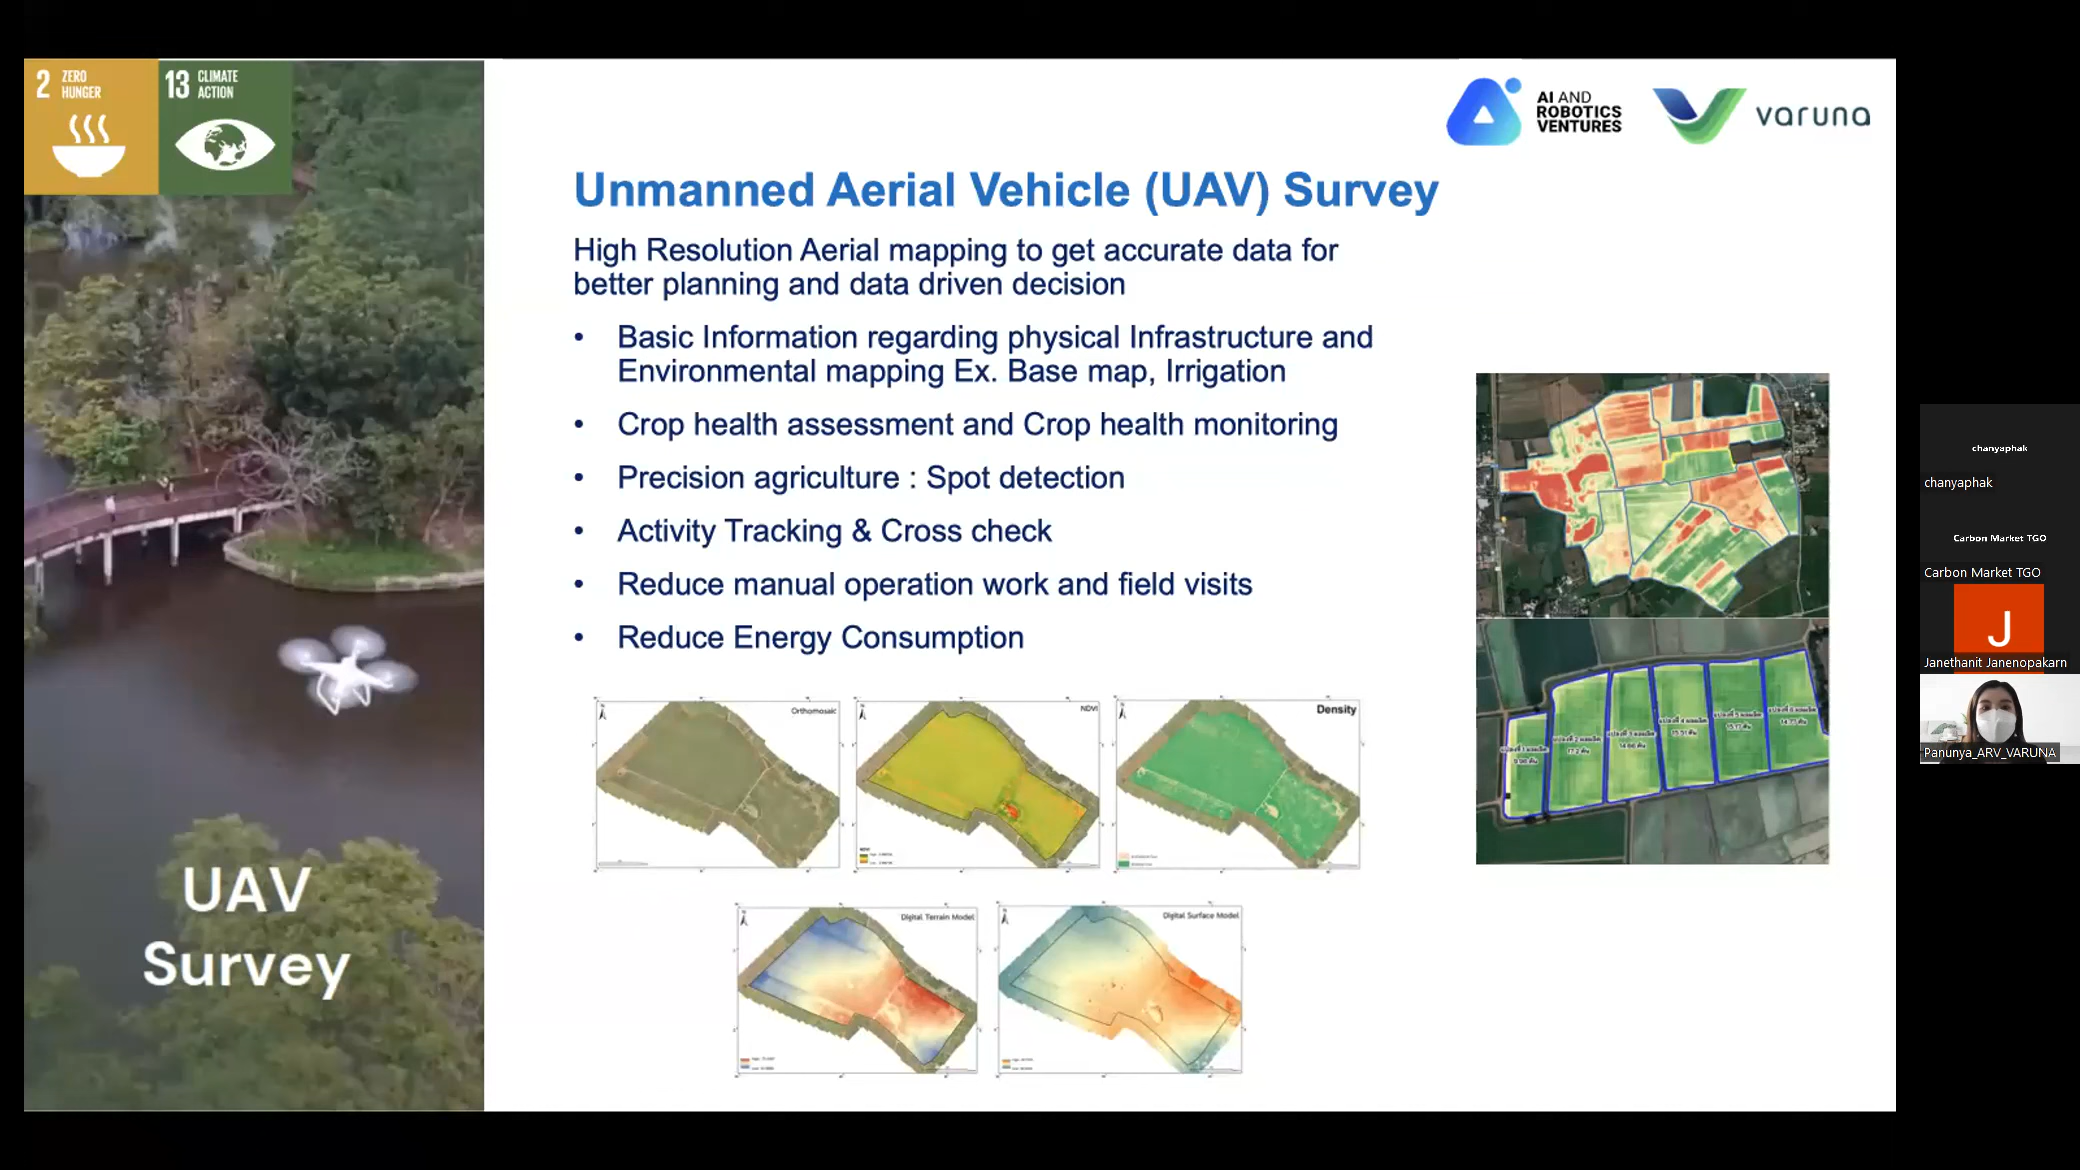 2 ZERO
HUNGER
13 CLIMATE
ACTION
AI AND
ROBOTICS
VENTURES
varuna
Unmanned Aerial Vehicle (UAV) Survey
High Resolution Aerial mapping to get accurate data for
better planning and data driven decision
• Basic Information regarding physical Infrastructure and
Environmental mapping Ex. Base map, Irrigation
• Crop health assessment and Crop health monitoring
• Precision agriculture : Spot detection
• Activity Tracking & Cross check
• Reduce manual operation work and field visits
• Reduce Energy Consumption
Orthomosaic
NDVI
Density
NDVI
Digital Terrain Model
Digital Surface Model
UAV
Survey
chanyaphak
chanyaphak
Carbon Market TGO
Carbon Market TGO
J
Janethanit Janenopakarn
Panunya_ARV_VARUNA